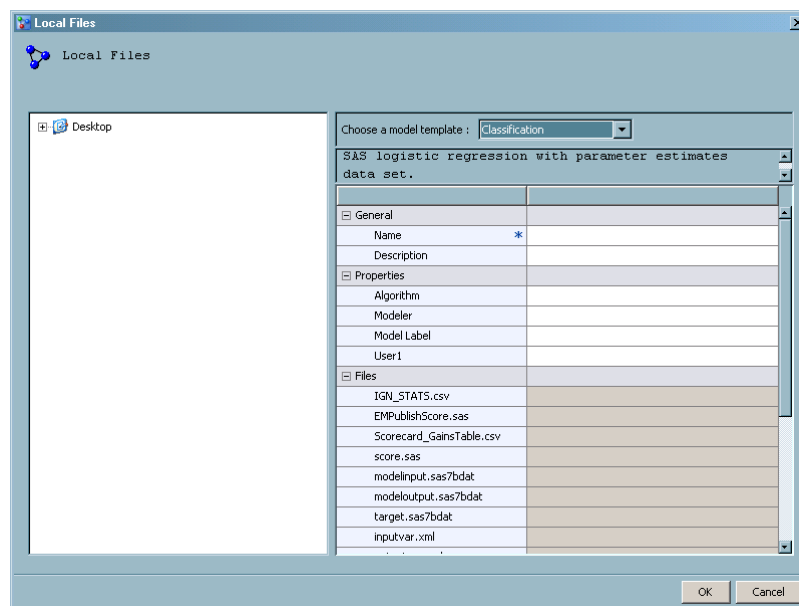 Local Files
Local Files
Desktop
Choose a model template : Classification
SAS logistic regression with parameter estimates
data set.
General
Name *
Description
Properties
Algorithm
Modeler
Model Label
User1
Files
IGN_STATS.csv
EMPublishScore.sas
Scorecard_GainsTable.csv
score.sas
modelinput.sas7bdat
modeloutput.sas7bdat
target.sas7bdat
inputvar.xml
OK Cancel